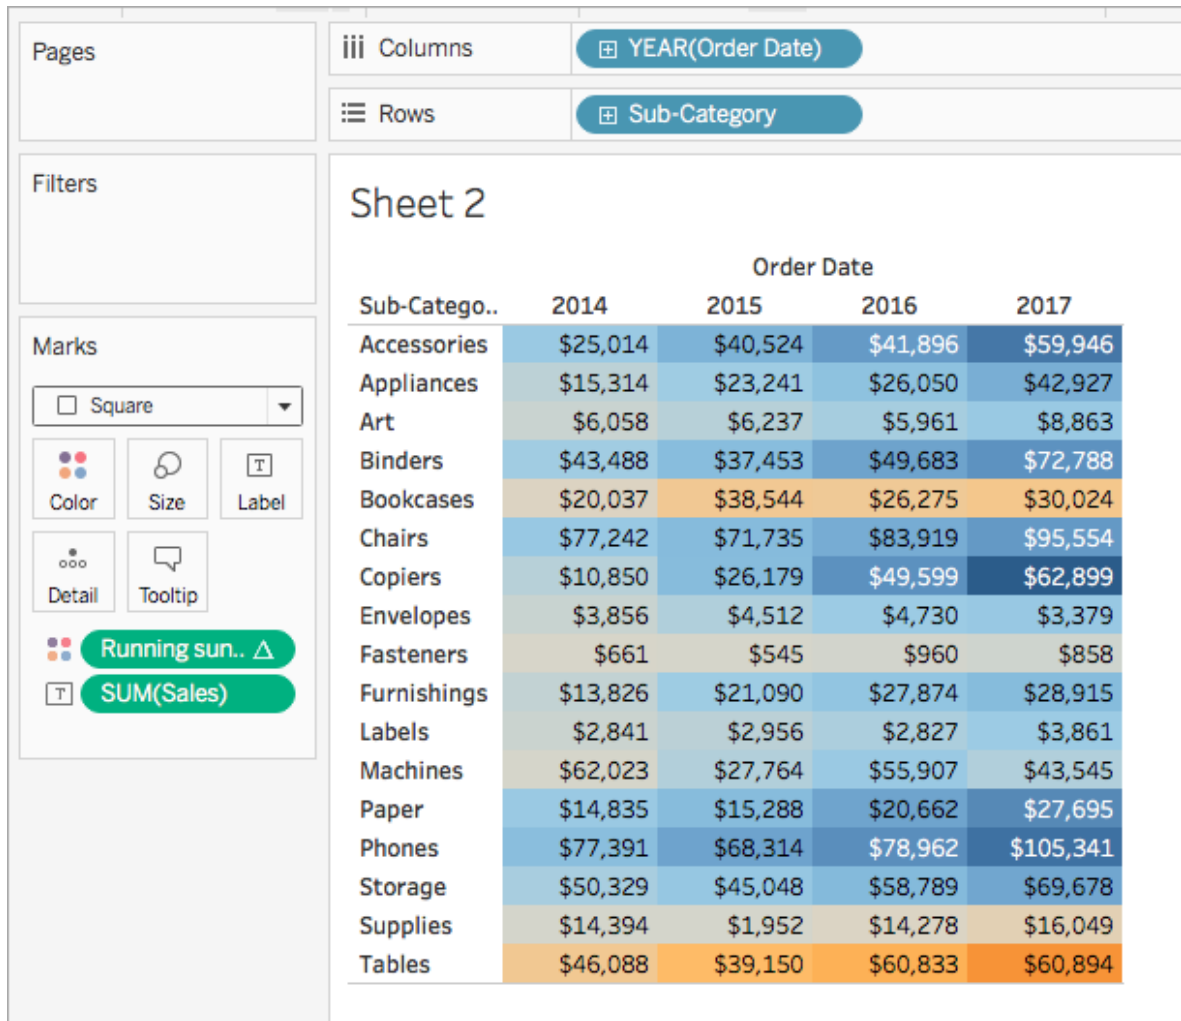 Pages
Columns
YEAR(Order Date)
Rows
Sub-Category
Filters
Marks
Square
Color Size Label
Detail Tooltip
Running sun.. △
T SUM(Sales)
Sheet 2
Order Date
Sub-Catego.. 2014 2015 2016 2017
Accessories $25,014 $40,524 $41,896 $59,946
Appliances $15,314 $23,241 $26,050 $42,927
Art $6,058 $6,237 $5,961 $8,863
Binders $43,488 $37,453 $49,683 $72,788
Bookcases $20,037 $38,544 $26,275 $30,024
Chairs $77,242 $71,735 $83,919 $95,554
Copiers $10,850 $26,179 $49,599 $62,899
Envelopes $3,856 $4,512 $4,730 $3,379
Fasteners $661 $545 $960 $858
Furnishings $13,826 $21,090 $27,874 $28,915
Labels $2,841 $2,956 $2,827 $3,861
Machines $62,023 $27,764 $55,907 $43,545
Paper $14,835 $15,288 $20,662 $27,695
Phones $77,391 $68,314 $78,962 $105,341
Storage $50,329 $45,048 $58,789 $69,678
Supplies $14,394 $1,952 $14,278 $16,049
Tables $46,088 $39,150 $60,833 $60,894